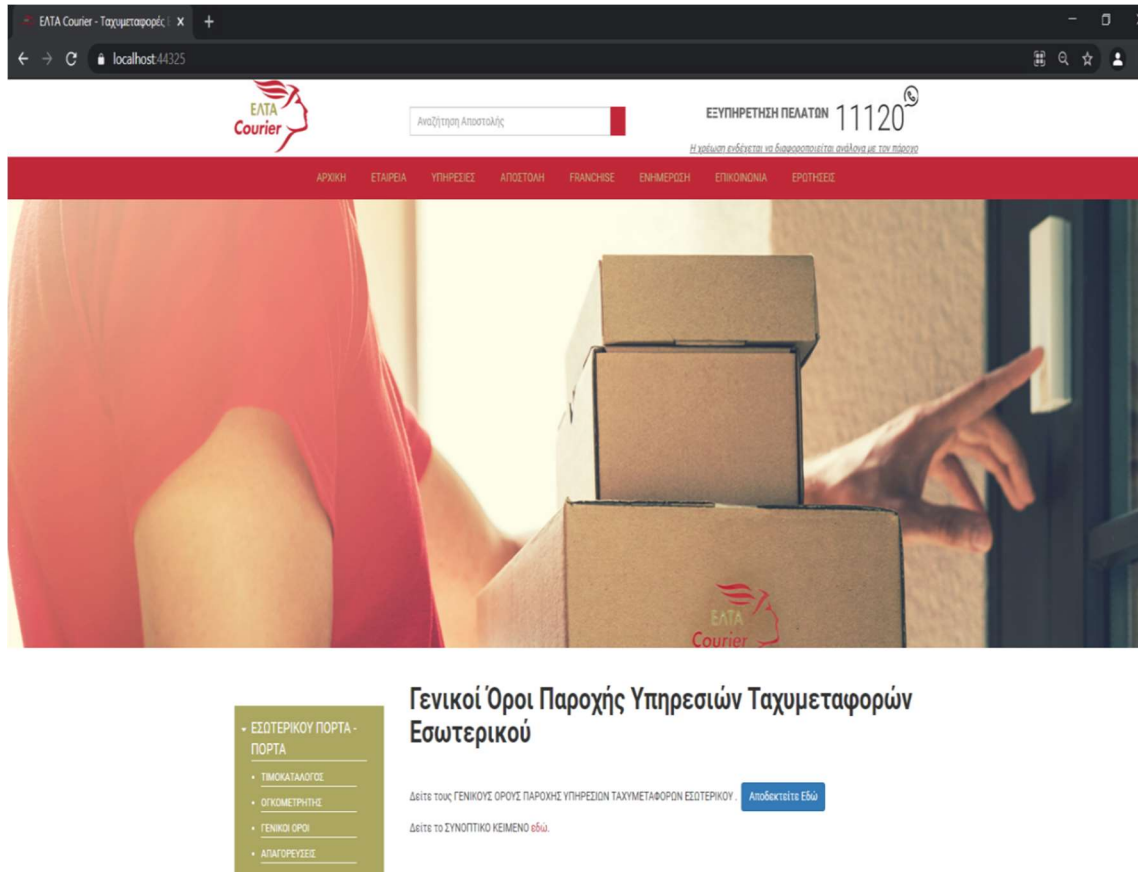 ΕΛΤΑ Courier - Ταχυμεταφορές
localhost:44325
ΕΛΤΑ
Courier
Αναζήτηση Αποστολής
ΕΞΥΠΗΡΕΤΗΣΗ ΠΕΛΑΤΩΝ 11120
Η χρέωση ενδέχεται να διαφοροποιείται ανάλογα με τον πάροχο
ΑΡΧΙΚΗ ΕΤΑΙΡΕΙΑ ΥΠΗΡΕΣΙΕΣ ΑΠΟΣΤΟΛΗ FRANCHISE ΕΝΗΜΕΡΩΣΗ ΕΠΙΚΟΙΝΩΝΙΑ ΕΡΩΤΗΣΕΙΣ
ΕΛΤΑ
Courier
Γενικοί Όροι Παροχής Υπηρεσιών Ταχυμεταφορών
Εσωτερικού
ΕΣΩΤΕΡΙΚΟΥ ΠΟΡΤΑ -
ΠΟΡΤΑ
ΤΙΜΟΚΑΤΑΛΟΓΟΣ
ΟΓΚΟΜΕΤΡΗΤΗΣ
ΓΕΝΙΚΟΙ ΟΡΟΙ
ΑΠΑΓΟΡΕΥΣΕΙΣ
Δείτε τους ΓΕΝΙΚΟΥΣ ΟΡΟΥΣ ΠΑΡΟΧΗΣ ΥΠΗΡΕΣΙΩΝ ΤΑΧΥΜΕΤΑΦΟΡΩΝ ΕΣΩΤΕΡΙΚΟΥ . Αποδεκτείτε Εδώ
Δείτε το ΣΥΝΟΠΤΙΚΟ ΚΕΙΜΕΝΟ εδώ.